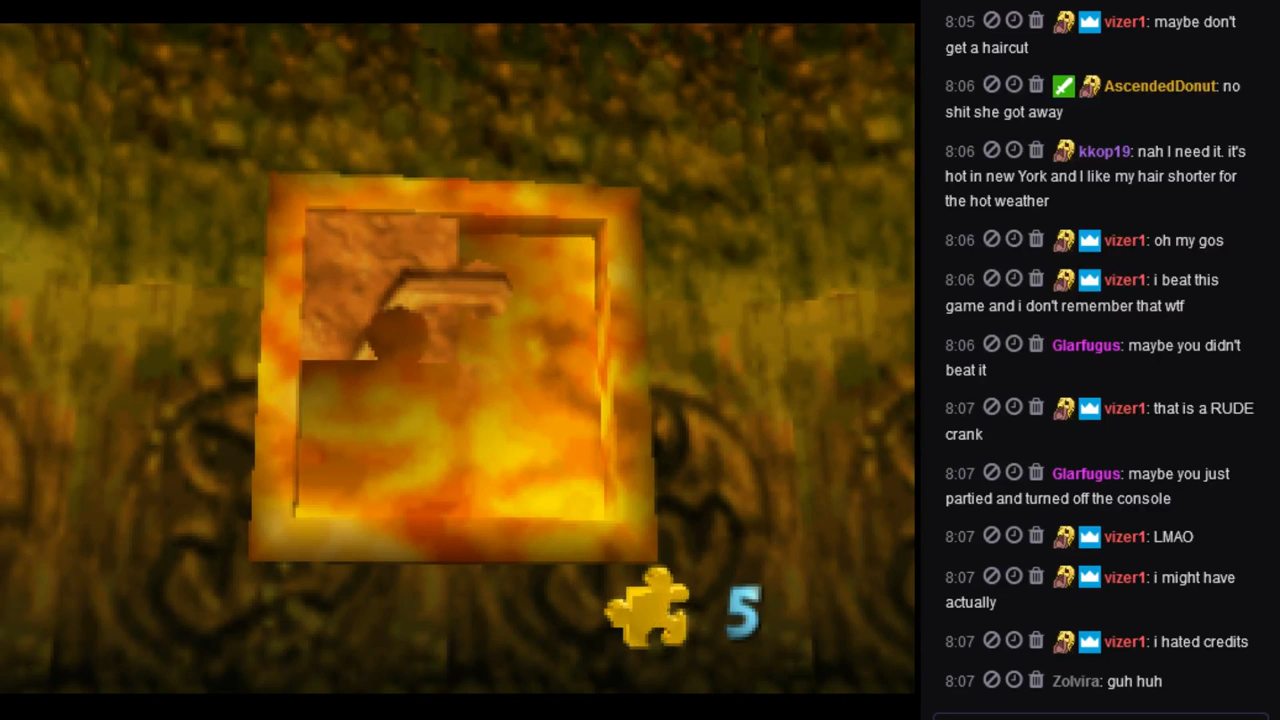 8:05 vizer1: maybe don't
get a haircut
8:06 AscendedDonut: no
shit she got away
8:06 kkop19: nah I need it. it's
hot in new York and I like my hair shorter for
the hot weather
8:06 vizer1: oh my gos
8:06 vizer1: i beat this
game and i don't remember that wtf
8:06 Glarfugus: maybe you didn't
beat it
8:07 vizer1: that is a RUDE
crank
8:07 Glarfugus: maybe you just
partied and turned off the console
8:07 vizer1: LMAO
8:07 vizer1: i might have
actually
8:07 vizer1: i hated credits
8:07 Zolvira: guh huh
5